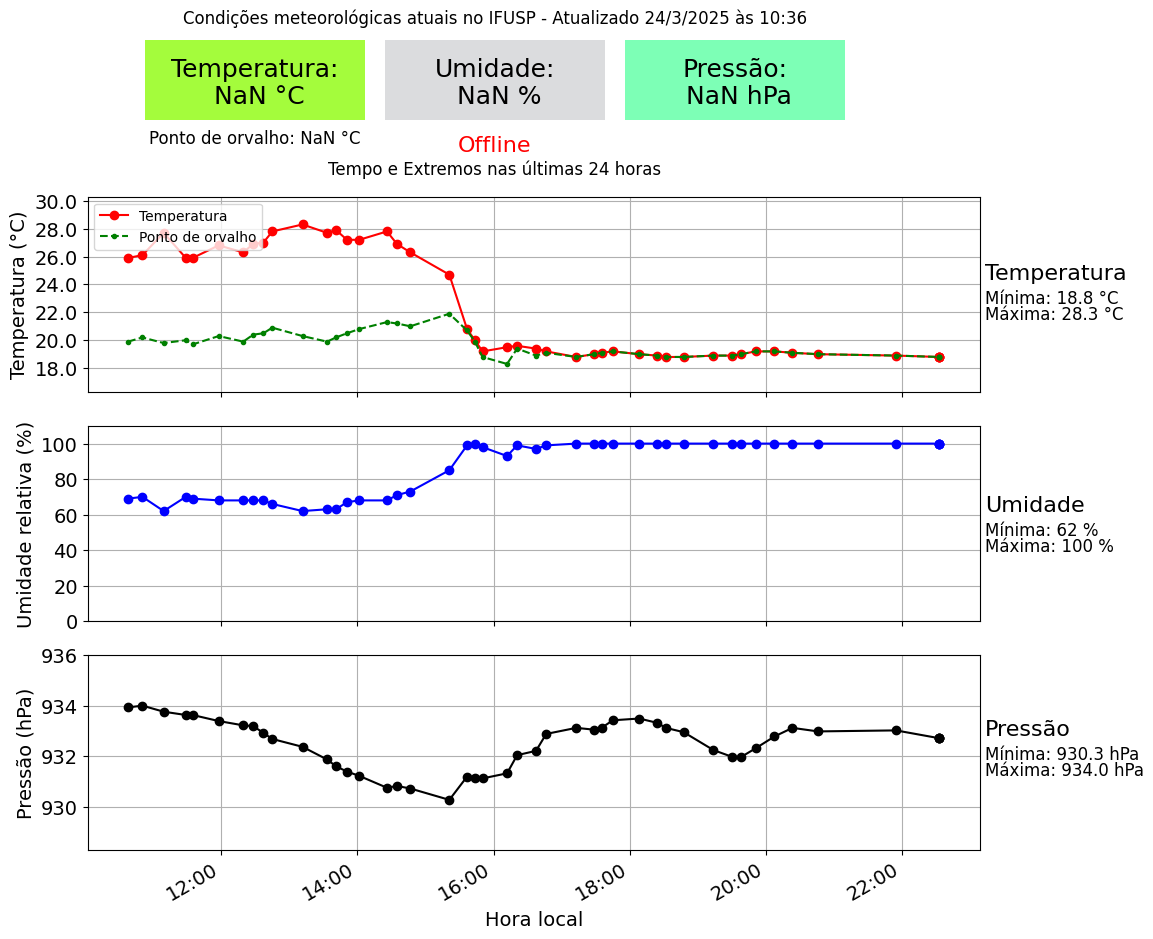 Condições meteorológicas atuais no IFUSP - Atualizado 24/3/2025 às 10:36
Temperatura:
NaN °C
Umidade:
NaN %
Pressão:
NaN hPa
Ponto de orvalho: NaN °C
Offline
Tempo e Extremos nas últimas 24 horas
Temperatura (°C)
30.0
28.0
26.0
24.0
22.0
20.0
18.0
Temperatura
Ponto de orvalho
Temperatura
Mínima: 18.8 °C
Máxima: 28.3 °C
Umidade relativa (%)
100
80
60
40
20
0
Umidade
Mínima: 62 %
Máxima: 100 %
Pressão (hPa)
936
934
932
930
Pressão
Mínima: 930.3 hPa
Máxima: 934.0 hPa
12:00
14:00
16:00
18:00
20:00
22:00
Hora local